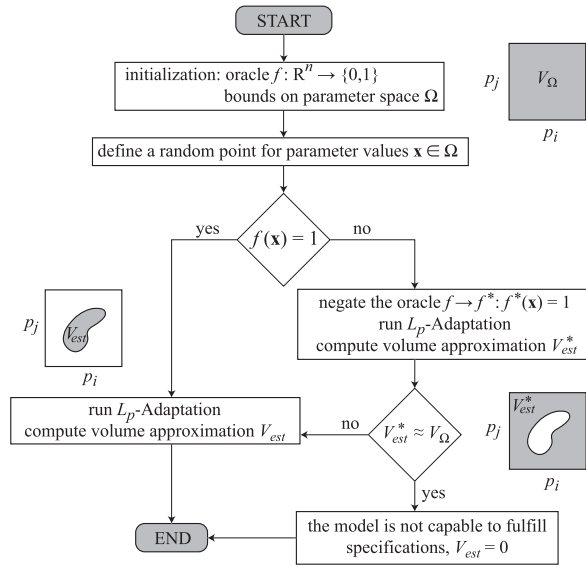 START
initialization: oracle f : Rⁿ → {0,1}
bounds on parameter space Ω
p_j
V_Ω
p_i
define a random point for parameter values x ∈ Ω
yes
f(x) = 1
no
negate the oracle f → f*: f*(x) = 1
run L_p-Adaptation
compute volume approximation V*_est
p_j
V_est
p_i
run L_p-Adaptation
compute volume approximation V_est
no
V*_est ≈ V_Ω
V*_est
p_j
p_i
yes
END
the model is not capable to fulfill
specifications, V_est = 0